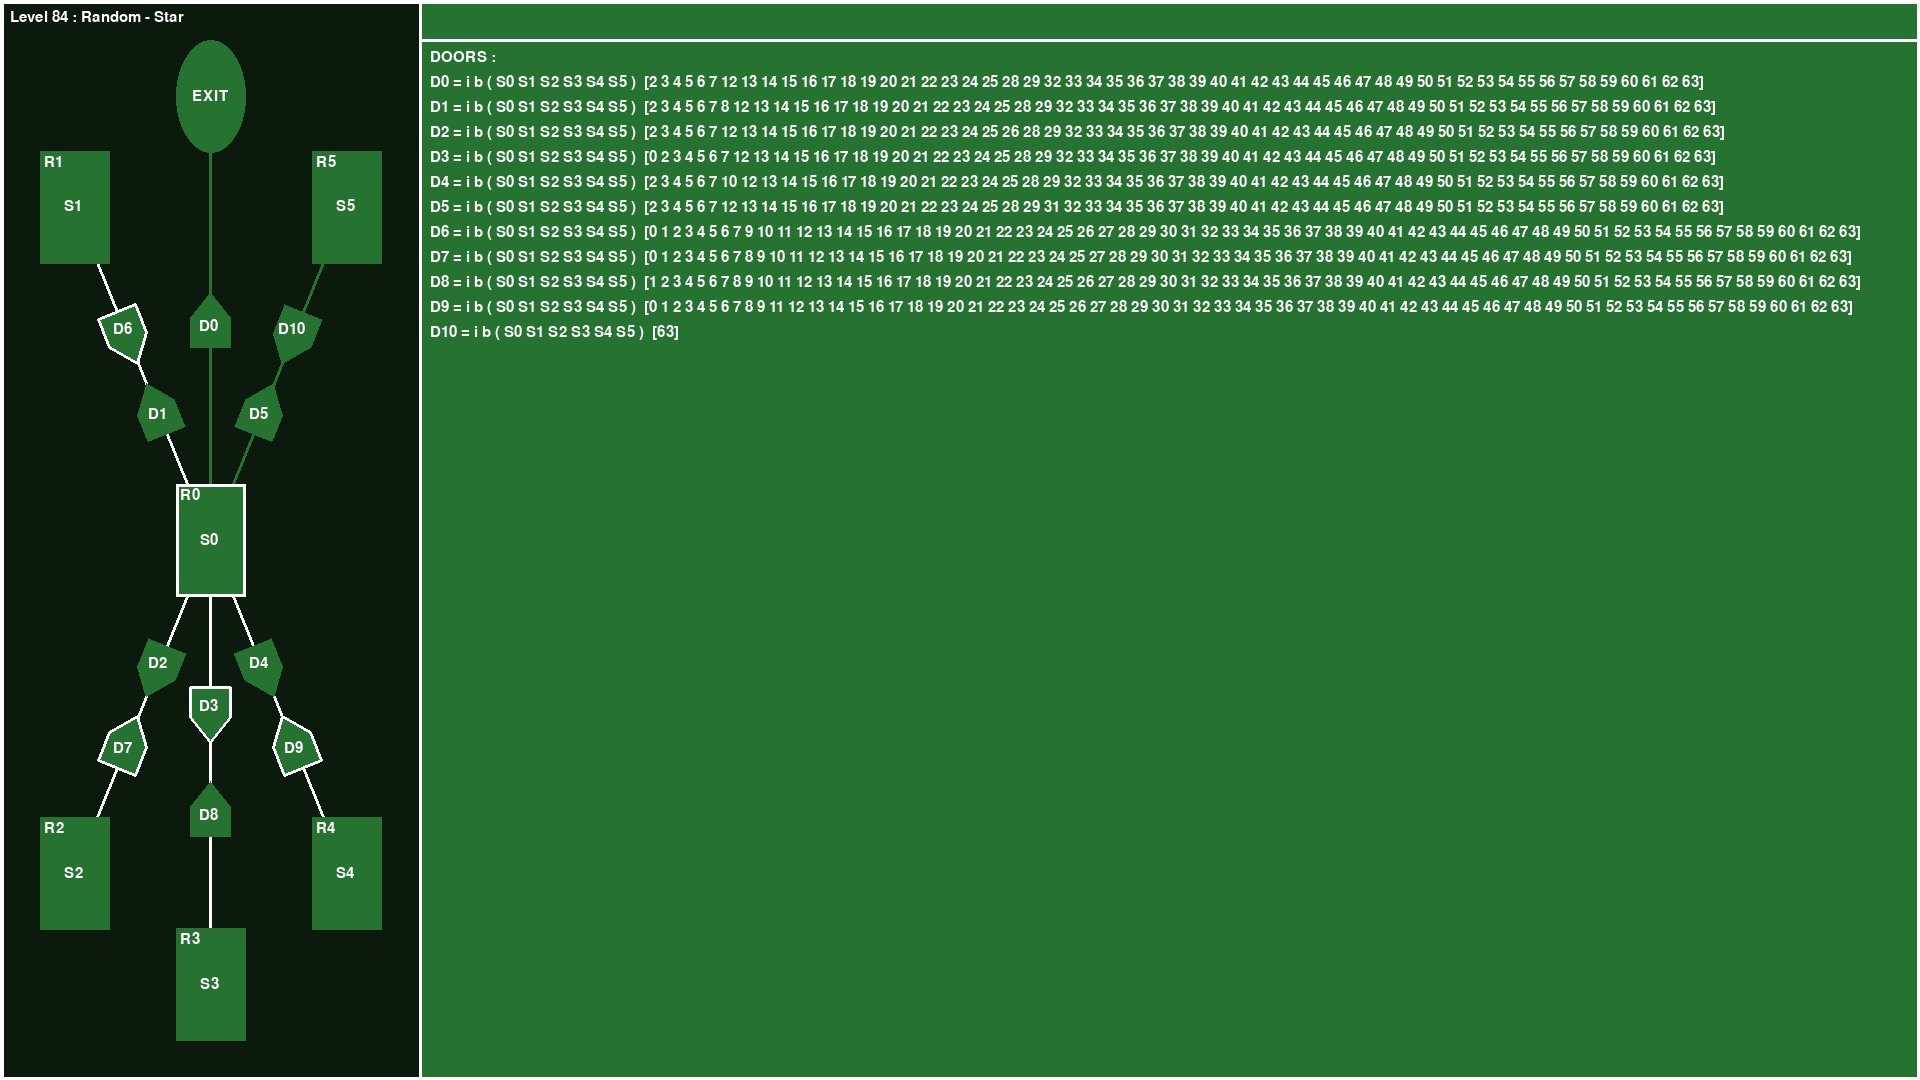 Level 84 : Random - Star
EXIT
R1
S1
R5
S5
D6
D0
D10
D1
D5
R0
S0
D2
D4
D3
D7
D9
D8
R2
S2
R4
S4
R3
S3
DOORS :
D0 = i b ( S0 S1 S2 S3 S4 S5 ) [2 3 4 5 6 7 12 13 14 15 16 17 18 19 20 21 22 23 24 25 28 29 32 33 34 35 36 37 38 39 40 41 42 43 44 45 46 47 48 49 50 51 52 53 54 55 56 57 58 59 60 61 62 63]
D1 = i b ( S0 S1 S2 S3 S4 S5 ) [2 3 4 5 6 7 8 12 13 14 15 16 17 18 19 20 21 22 23 24 25 28 29 32 33 34 35 36 37 38 39 40 41 42 43 44 45 46 47 48 49 50 51 52 53 54 55 56 57 58 59 60 61 62 63]
D2 = i b ( S0 S1 S2 S3 S4 S5 ) [2 3 4 5 6 7 12 13 14 15 16 17 18 19 20 21 22 23 24 25 26 28 29 32 33 34 35 36 37 38 39 40 41 42 43 44 45 46 47 48 49 50 51 52 53 54 55 56 57 58 59 60 61 62 63]
D3 = i b ( S0 S1 S2 S3 S4 S5 ) [0 2 3 4 5 6 7 12 13 14 15 16 17 18 19 20 21 22 23 24 25 28 29 32 33 34 35 36 37 38 39 40 41 42 43 44 45 46 47 48 49 50 51 52 53 54 55 56 57 58 59 60 61 62 63]
D4 = i b ( S0 S1 S2 S3 S4 S5 ) [2 3 4 5 6 7 10 12 13 14 15 16 17 18 19 20 21 22 23 24 25 28 29 32 33 34 35 36 37 38 39 40 41 42 43 44 45 46 47 48 49 50 51 52 53 54 55 56 57 58 59 60 61 62 63]
D5 = i b ( S0 S1 S2 S3 S4 S5 ) [2 3 4 5 6 7 12 13 14 15 16 17 18 19 20 21 22 23 24 25 28 29 31 32 33 34 35 36 37 38 39 40 41 42 43 44 45 46 47 48 49 50 51 52 53 54 55 56 57 58 59 60 61 62 63]
D6 = i b ( S0 S1 S2 S3 S4 S5 ) [0 1 2 3 4 5 6 7 9 10 11 12 13 14 15 16 17 18 19 20 21 22 23 24 25 26 27 28 29 30 31 32 33 34 35 36 37 38 39 40 41 42 43 44 45 46 47 48 49 50 51 52 53 54 55 56 57 58 59 60 61 62 63]
D7 = i b ( S0 S1 S2 S3 S4 S5 ) [0 1 2 3 4 5 6 7 8 9 10 11 12 13 14 15 16 17 18 19 20 21 22 23 24 25 27 28 29 30 31 32 33 34 35 36 37 38 39 40 41 42 43 44 45 46 47 48 49 50 51 52 53 54 55 56 57 58 59 60 61 62 63]
D8 = i b ( S0 S1 S2 S3 S4 S5 ) [1 2 3 4 5 6 7 8 9 10 11 12 13 14 15 16 17 18 19 20 21 22 23 24 25 26 27 28 29 30 31 32 33 34 35 36 37 38 39 40 41 42 43 44 45 46 47 48 49 50 51 52 53 54 55 56 57 58 59 60 61 62 63]
D9 = i b ( S0 S1 S2 S3 S4 S5 ) [0 1 2 3 4 5 6 7 8 9 11 12 13 14 15 16 17 18 19 20 21 22 23 24 25 26 27 28 29 30 31 32 33 34 35 36 37 38 39 40 41 42 43 44 45 46 47 48 49 50 51 52 53 54 55 56 57 58 59 60 61 62 63]
D10 = i b ( S0 S1 S2 S3 S4 S5 ) [63]